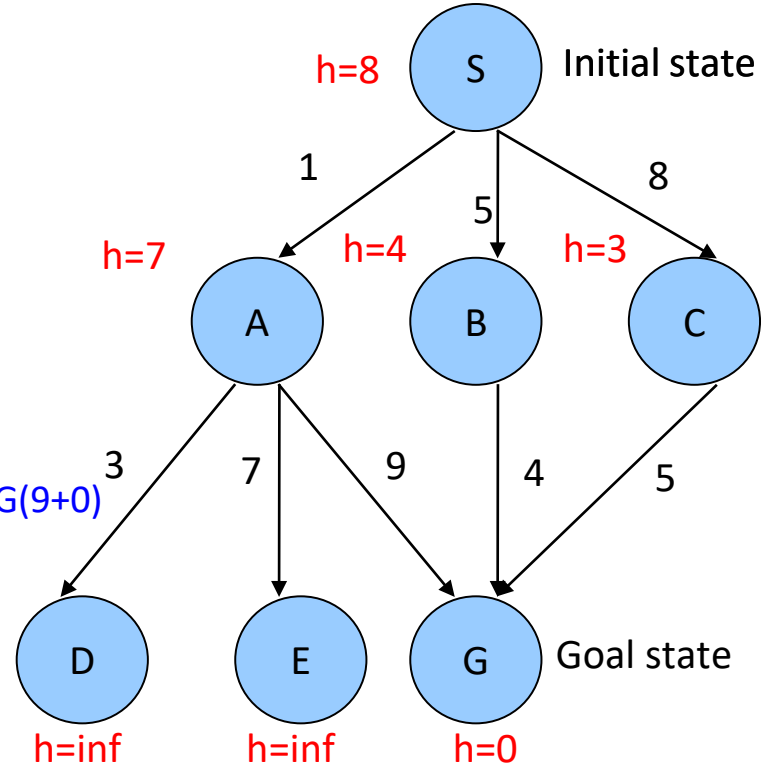 S
Initial state
h=8
1
5
8
h=7
h=4
h=3
A
B
C
3
7
9
4
5
G(9+0)
D
E
G
Goal state
h=inf
h=inf
h=0